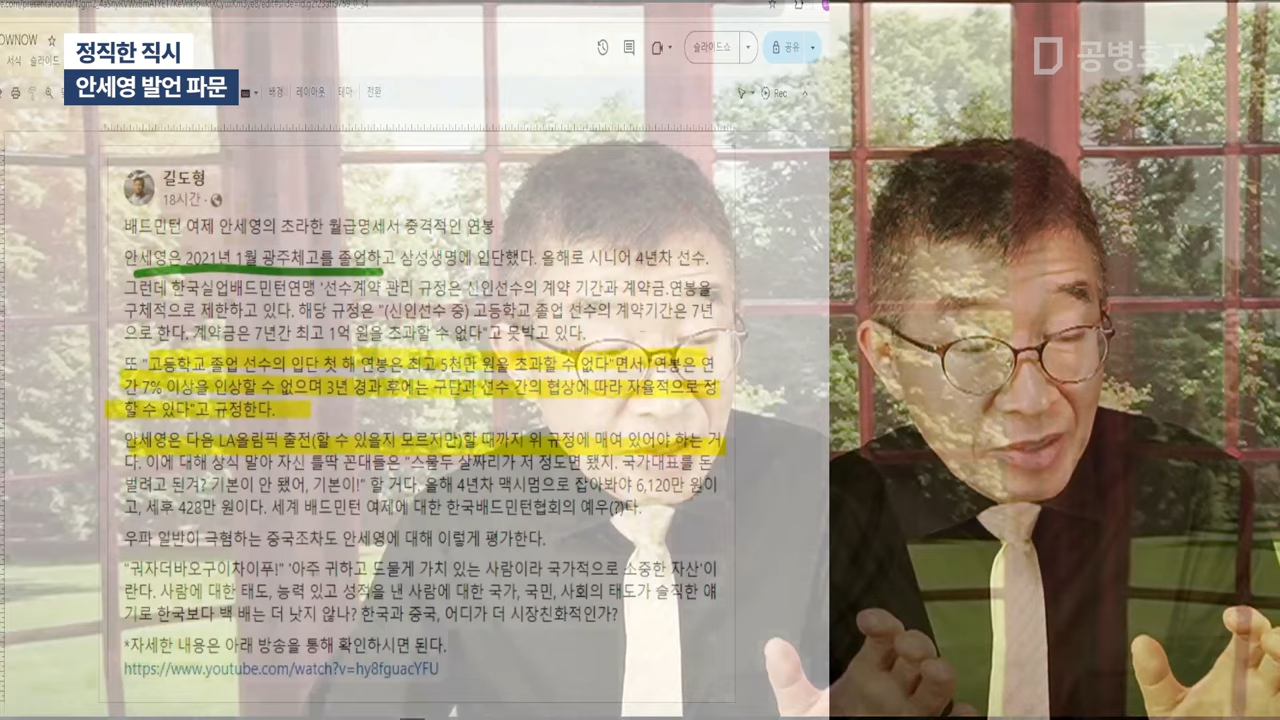 OWNOW
서식 슬라이드
정직한 직시
안세영 발언 파문
슬라이드쇼
공유
배경 레이아웃 테마 전환
Rec
공병호TV
길도형
18시간
배드민턴 여제 안세영의 초라한 월급명세서 충격적인 연봉
안세영은 2021년 1월 광주체고를 졸업하고 삼성생명에 입단했다. 올해로 시니어 4년차 선수.
그런데 한국실업배드민턴연맹 '선수계약 관리 규정은 신인선수의 계약 기간과 계약금.연봉을
구체적으로 제한하고 있다. 해당 규정은 "(신인선수 중) 고등학교 졸업 선수의 계약기간은 7년
으로 한다. 계약금은 7년간 최고 1억 원을 초과할 수 없다"고 못박고 있다.
또 "고등학교 졸업 선수의 입단 첫 해 연봉은 최고 5천만 원을 초과할 수 없다"면서, "연봉은 연
간 7% 이상을 인상할 수 없으며 3년 경과 후에는 구단과 선수 간의 협상에 따라 자율적으로 정
할 수 있다"고 규정한다.
안세영은 다음 LA올림픽 출전(할 수 있을지 모르지만)할 때까지 위 규정에 매여 있어야 하는 거
다. 이에 대해 상식 말아 자신 틀딱 꼰대들은 "스물두 살짜리가 저 정도면 됐지. 국가대표를 돈
벌려고 된겨? 기본이 안 됐어, 기본이!" 할 거다. 올해 4년차 맥시멈으로 잡아봐야 6,120만 원이
고, 세후 428만 원이다. 세계 배드민턴 여제에 대한 한국배드민턴협회의 예우(?)다.
우파 일반이 극혐하는 중국조차도 안세영에 대해 이렇게 평가한다.
"궈자더바오구이차이푸!" '아주 귀하고 드물게 가치 있는 사람이라 국가적으로 소중한 자산'이
란다. 사람에 대한 태도, 능력 있고 성적을 낸 사람에 대한 국가, 국민, 사회의 태도가 솔직한 얘
기로 한국보다 백 배는 더 낫지 않나? 한국과 중국, 어디가 더 시장친화적인가?
*자세한 내용은 아래 방송을 통해 확인하시면 된다.
https://www.youtube.com/watch?v=hy8fguacYFU